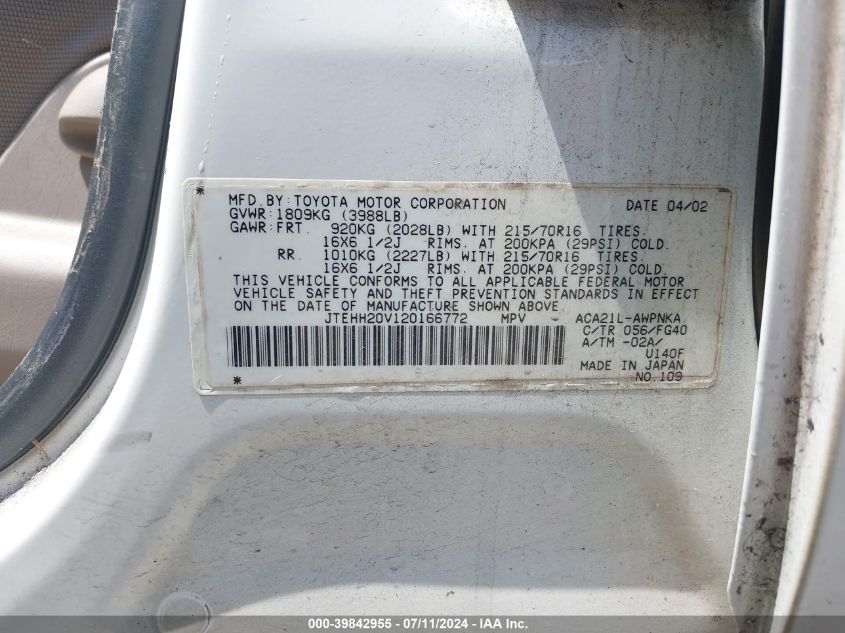 * MFD.BY:TOYOTA MOTOR CORPORATION DATE 04/02
GVWR:1809KG (3988LB)
GAWR:FRT. 920KG (2028LB) WITH 215/70R16 TIRES.
16X6 1/2J RIMS. AT 200KPA (29PSI) COLD.
RR. 1010KG (2227LB) WITH 215/70R16 TIRES.
16X6 1/2J RIMS. AT 200KPA (29PSI) COLD.
THIS VEHICLE CONFORMS TO ALL APPLICABLE FEDERAL MOTOR
VEHICLE SAFETY AND THEFT PREVENTION STANDARDS IN EFFECT
ON THE DATE OF MANUFACTURE SHOWN ABOVE.
JTEHH20V120166772 MPV ACA21L-AWPNKA
C/TR 056/FG40
A/TM -02A/
U140F
MADE IN JAPAN
* NO.109
000-39842955 - 07/11/2024 - IMAGE 9 OF ...